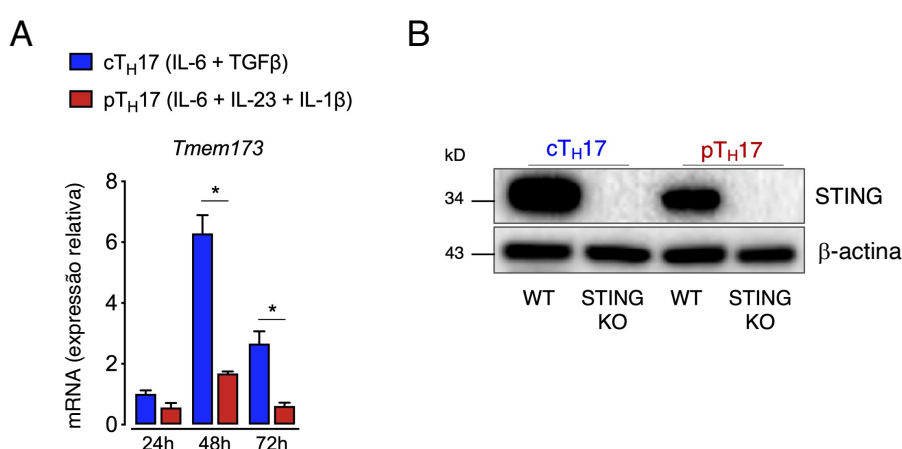 A
cTH17 (IL-6 + TGFβ)
pTH17 (IL-6 + IL-23 + IL-1β)
Tmem173
mRNA (expressão relativa)
8
6
4
2
0
*
*
24h 48h 72h
B
kD
cTH17 pTH17
34 STING
43 β-actina
WT STING KO WT STING KO